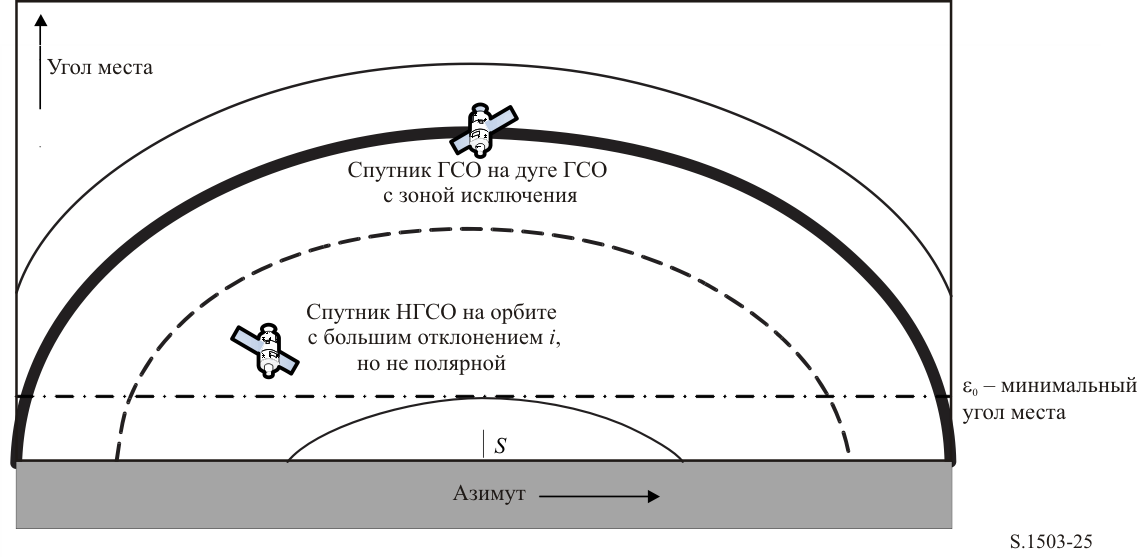 Угол места
Спутник ГСО на дуге ГСО
с зоной исключения
Спутник НГСО на орбите
с большим отклонением i,
но не полярной
ε₀ – минимальный
угол места
S
Азимут
S.1503-25